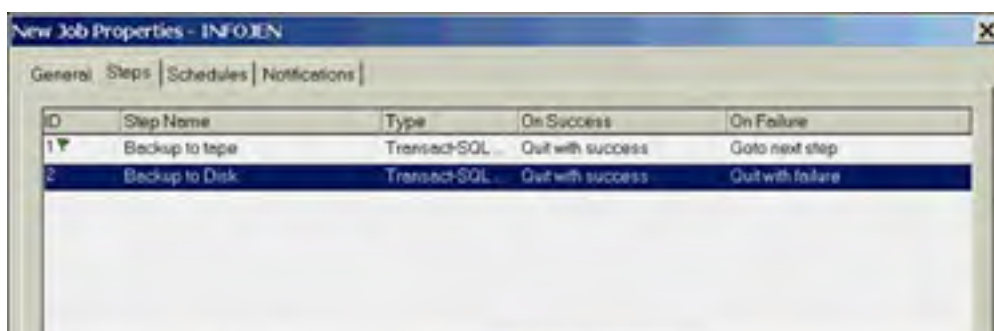 New Job Properties - INFOJEN
General Steps Schedules Notifications
ID Step Name Type On Success On Failure
1 Backup to tape Transact-SQL ... Quit with success Goto next step
2 Backup to Disk Transact-SQL ... Quit with success Quit with failure